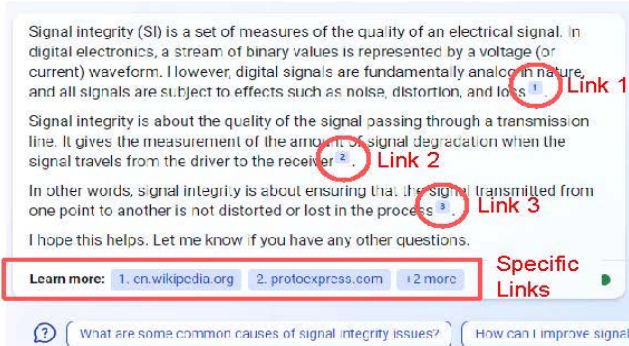 Signal integrity (SI) is a set of measures of the quality of an electrical signal. In
digital electronics, a stream of binary values is represented by a voltage (or
current) waveform. However, digital signals are fundamentally analog in nature,
and all signals are subject to effects such as noise, distortion, and loss 1 . Link 1
Signal integrity is about the quality of the signal passing through a transmission
line. It gives the measurement of the amount of signal degradation when the
signal travels from the driver to the receiver 2 . Link 2
In other words, signal integrity is about ensuring that the signal transmitted from
one point to another is not distorted or lost in the process 3 . Link 3
I hope this helps. Let me know if you have any other questions.
Specific
Links
Learn more: 1. en.wikipedia.org 2. protoexpress.com +2 more
What are some common causes of signal integrity issues? How can I improve signal